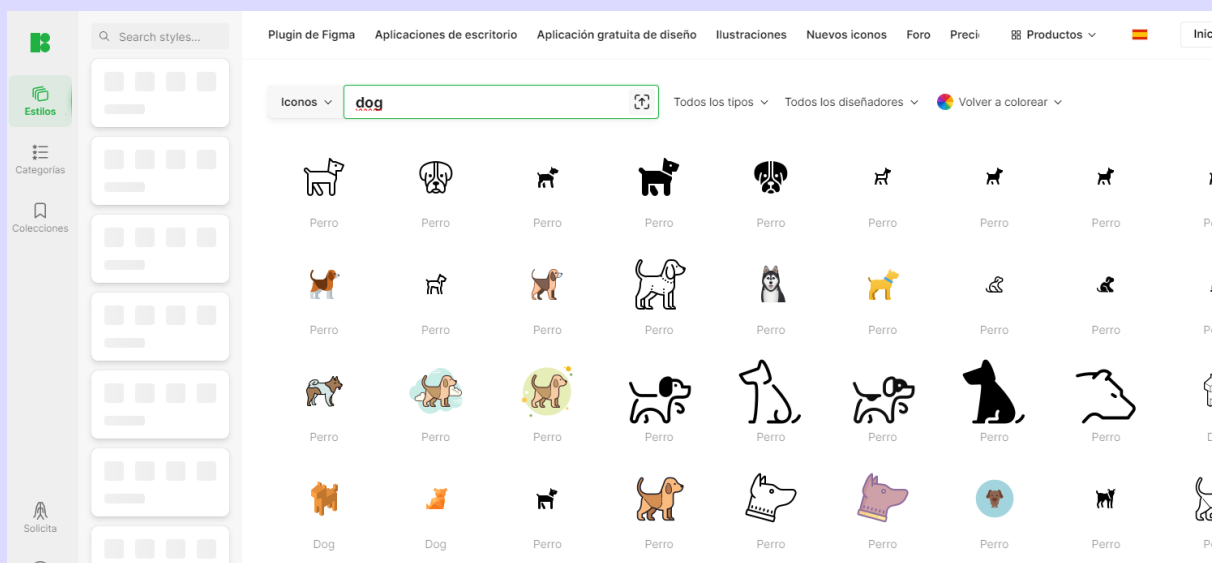 Search styles...
Plugin de Figma Aplicaciones de escritorio Aplicación gratuita de diseño Ilustraciones Nuevos iconos Foro Productos
Estilos
Categorías
Colecciones
Solicita
Iconos dog Todos los tipos Todos los diseñadores Volver a colorear
Perro Perro Perro Perro Perro Perro Perro Perro
Perro Perro Perro Perro Perro Perro Perro Perro
Perro Perro Perro Perro Perro Perro Perro Perro
Dog Dog Perro Perro Perro Perro Perro Perro